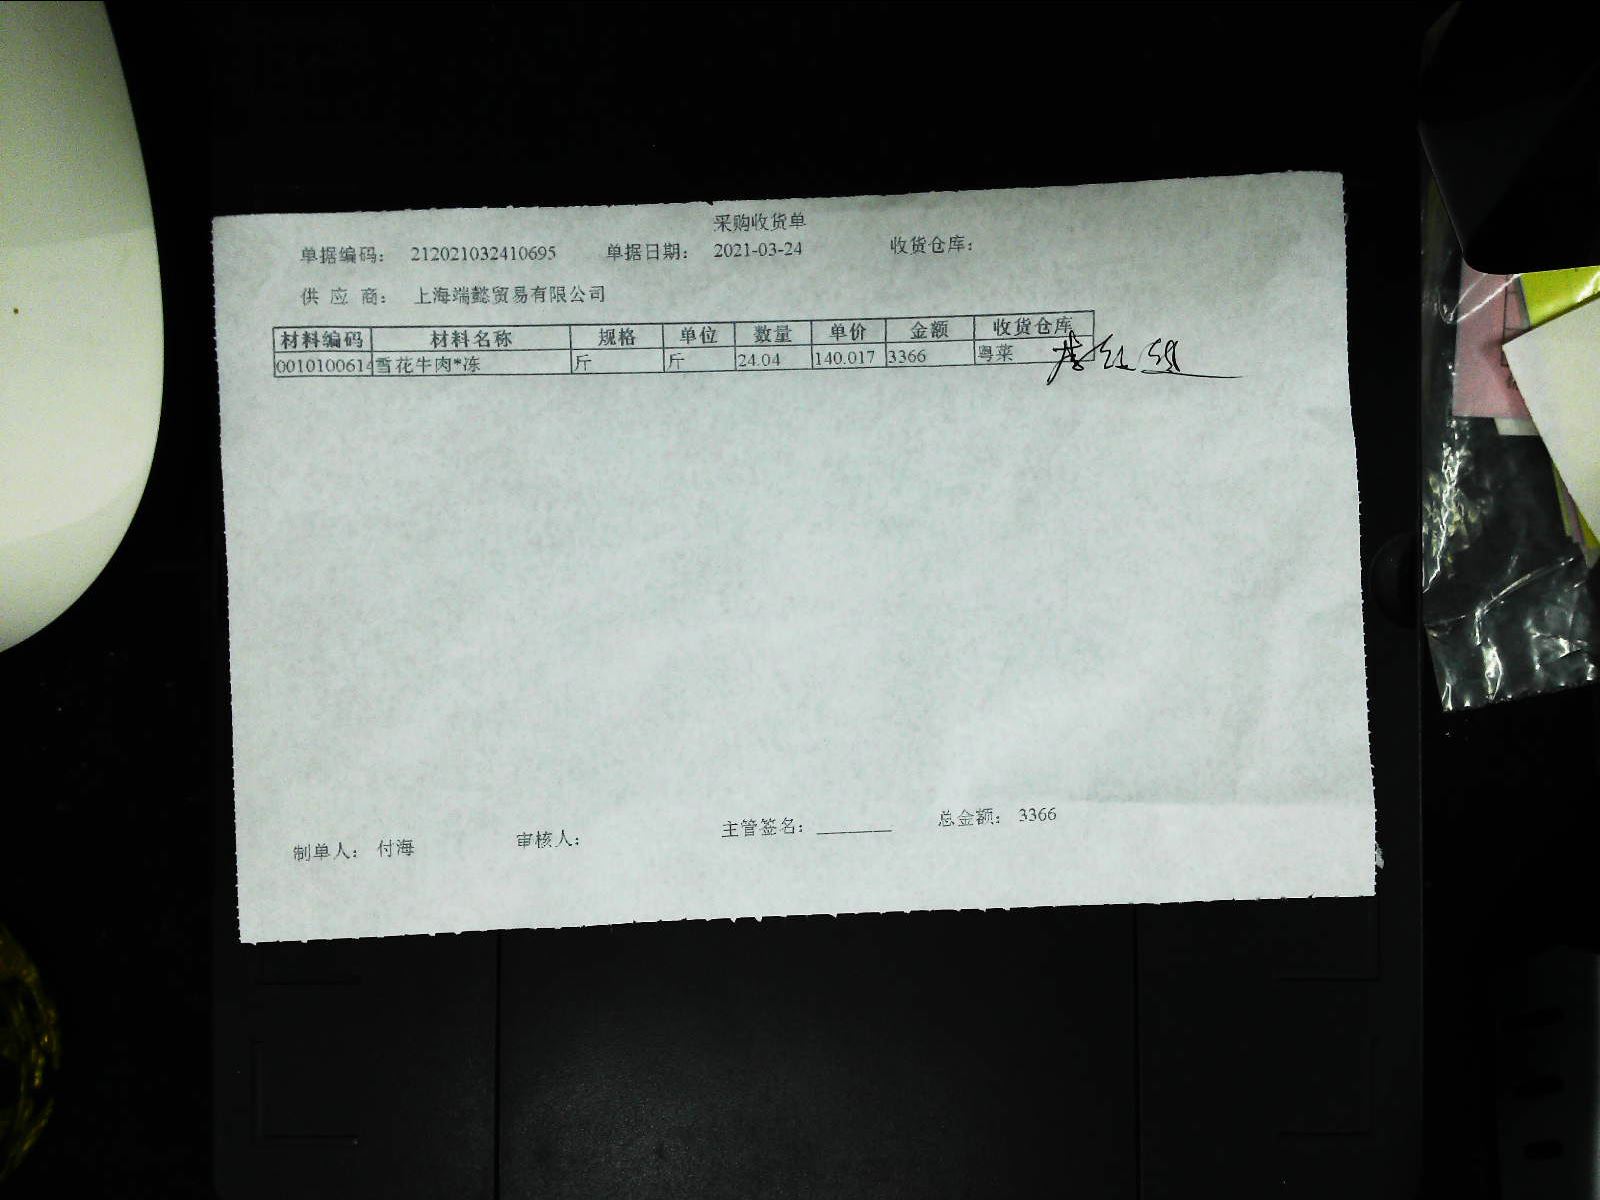 采购收货单
单据编码： 212021032410695 单据日期： 2021-03-24 收货仓库：
供 应 商： 上海端懿贸易有限公司
材料编码 材料名称 规格 单位 数量 单价 金额 收货仓库
0010100614 雪花牛肉*冻 斤 斤 24.04 140.017 3366 粤菜
制单人： 付海 审核人： 主管签名： 总金额： 3366